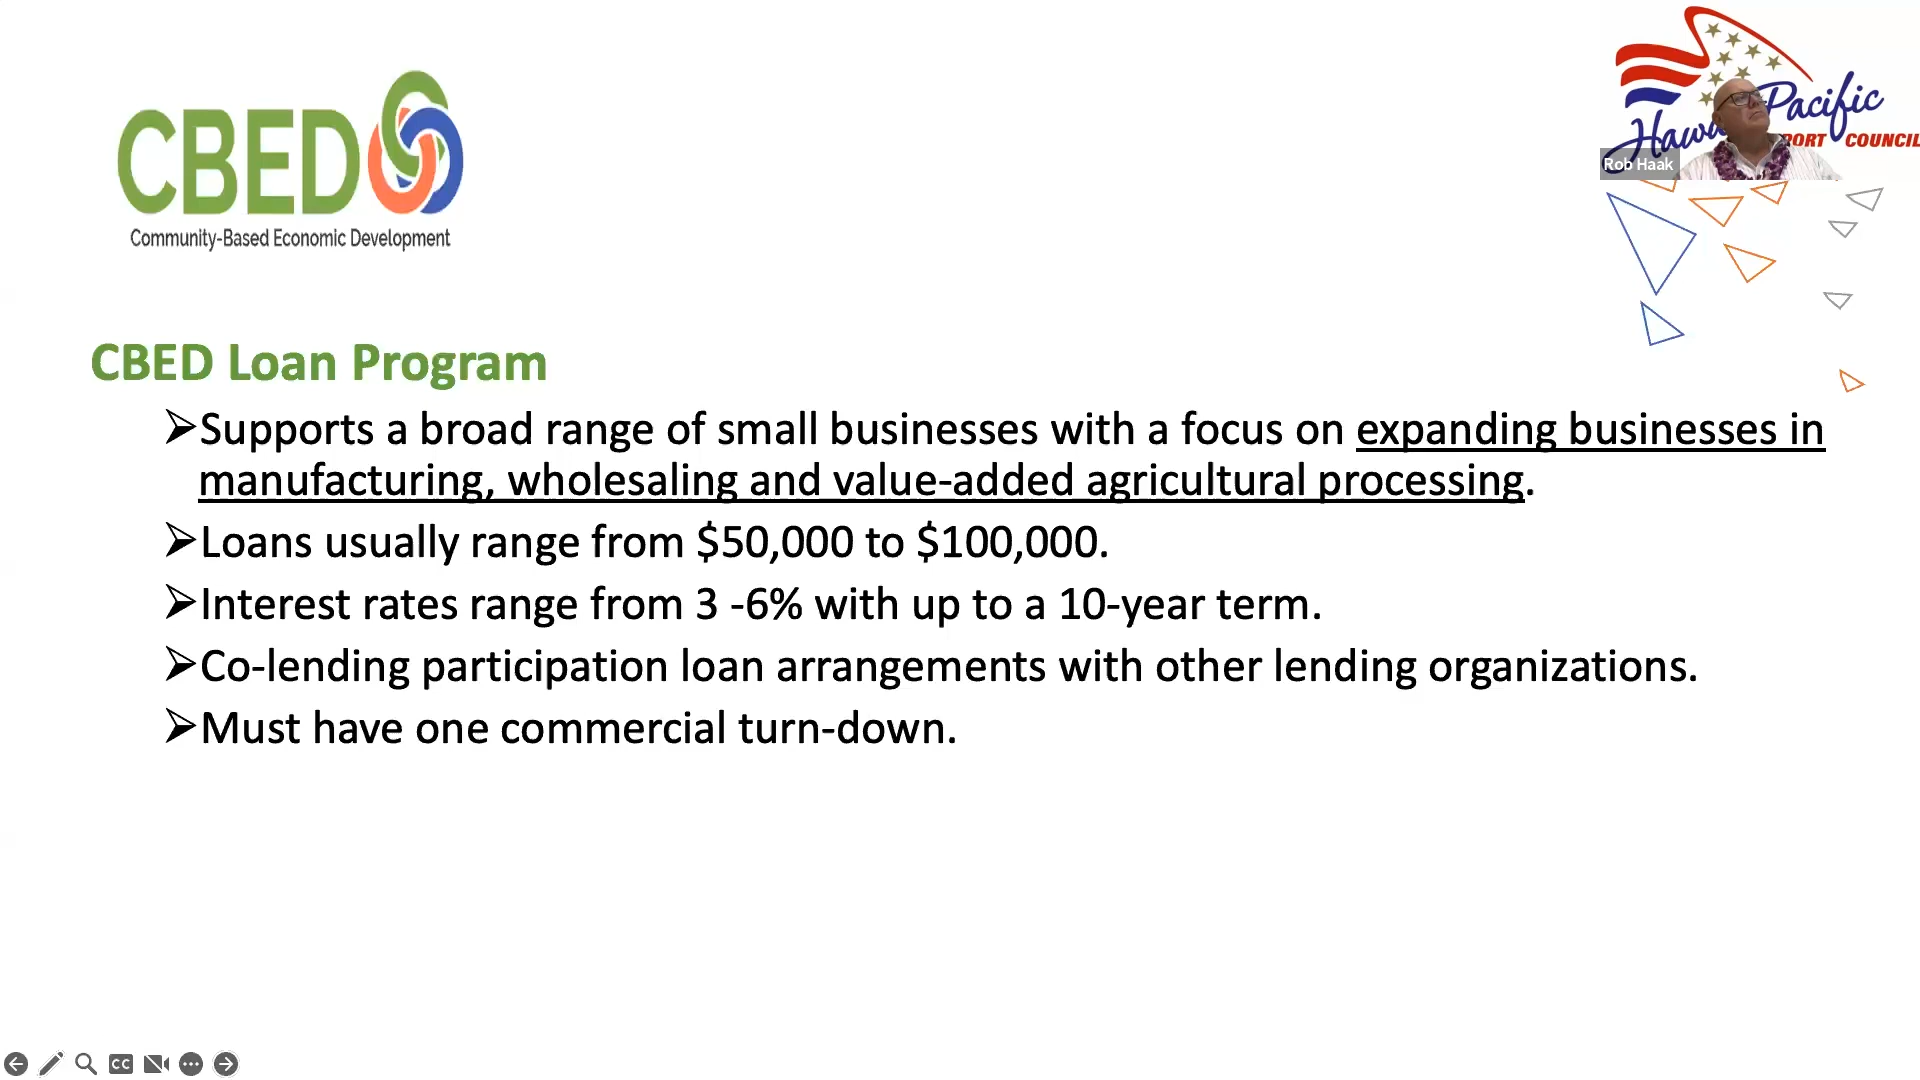 CBED
Community-Based Economic Development
Pacific
COUNCIL
Rob Haak
CBED Loan Program
➢Supports a broad range of small businesses with a focus on expanding businesses in
manufacturing, wholesaling and value-added agricultural processing.
➢Loans usually range from $50,000 to $100,000.
➢Interest rates range from 3 -6% with up to a 10-year term.
➢Co-lending participation loan arrangements with other lending organizations.
➢Must have one commercial turn-down.
CC